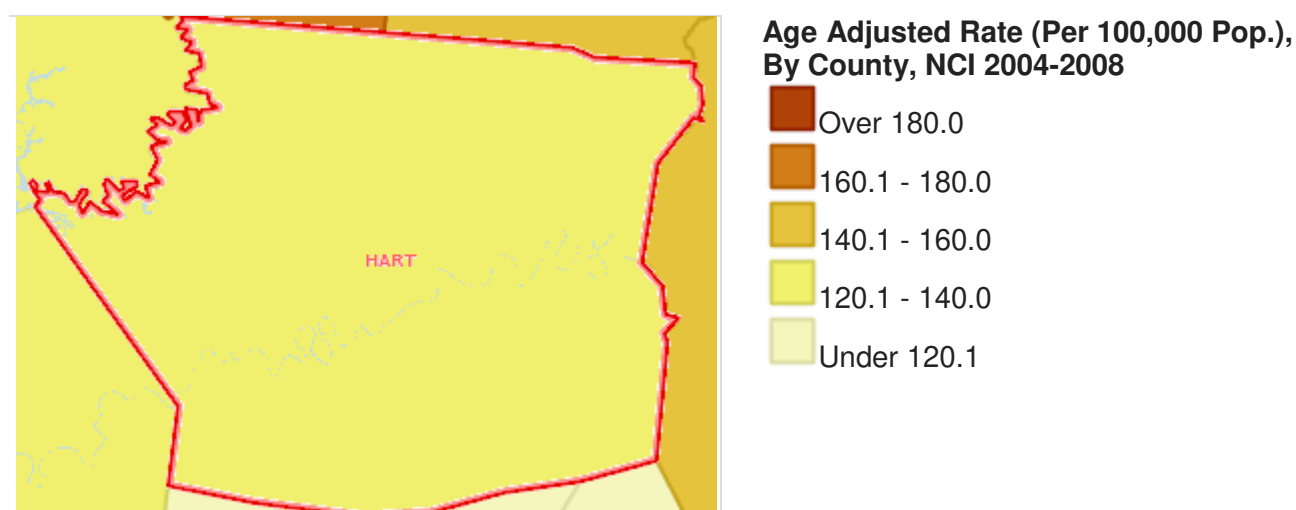 HART
Age Adjusted Rate (Per 100,000 Pop.),
By County, NCI 2004-2008
Over 180.0
160.1 - 180.0
140.1 - 160.0
120.1 - 140.0
Under 120.1